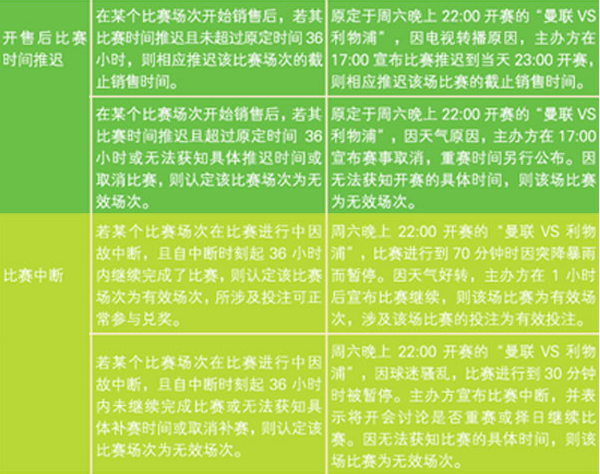 开售后比赛
时间推迟
在某个比赛场次开始销售后，若其
比赛时间推迟且未超过原定时间 36
小时，则相应推迟该比赛场次的截
止销售时间。
原定于周六晚上 22:00 开赛的“曼联 VS
利物浦”，因电视转播原因，主办方在
17:00 宣布比赛推迟到当天 23:00 开赛，
则相应推迟该场比赛的截止销售时间。
在某个比赛场次开始销售后，若其
比赛时间推迟且超过原定时间 36
小时或无法获知具体推迟时间或
取消比赛，则认定该比赛场次为无
效场次。
原定于周六晚上 22:00 开赛的“曼联 VS
利物浦”，因天气原因，主办方在 17:00
宣布赛事取消，重赛时间另行公布。因
无法获知开赛的具体时间，则该场比赛
为无效场次。
比赛中断
若某个比赛场次在比赛进行中因
故中断，且自中断时刻起 36 小时
内继续完成了比赛，则认定该比赛
场次为有效场次，所涉及投注可正
常参与兑奖。
周六晚上 22:00 开赛的“曼联 VS 利物
浦”，比赛进行到 70 分钟时因突降暴雨
而暂停。因天气好转，主办方在 1 小时
后宣布比赛继续，则该场比赛为有效场
次，涉及该场比赛的投注为有效投注。
若某个比赛场次在比赛进行中因
故中断，且自中断时刻起 36 小时
内未继续完成比赛或无法获知具
体补赛时间或取消补赛，则认定该
比赛场次为无效场次。
周六晚上 22:00 开赛的“曼联 VS 利物
浦”，因球迷骚乱，比赛进行到 30 分钟
时被暂停。主办方宣布比赛中断，并表
示将开会讨论是否重赛或择日继续比
赛。因无法获知比赛的具体时间，则该
场比赛为无效场次。